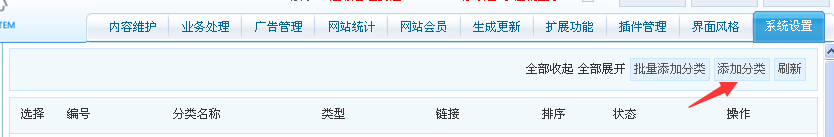 TEM
内容维护 业务处理 广告管理 网站统计 网站会员 生成更新 扩展功能 插件管理 界面风格 系统设置
全部收起 全部展开 批量添加分类 添加分类 刷新
选择 编号 分类名称 类型 链接 排序 状态 操作